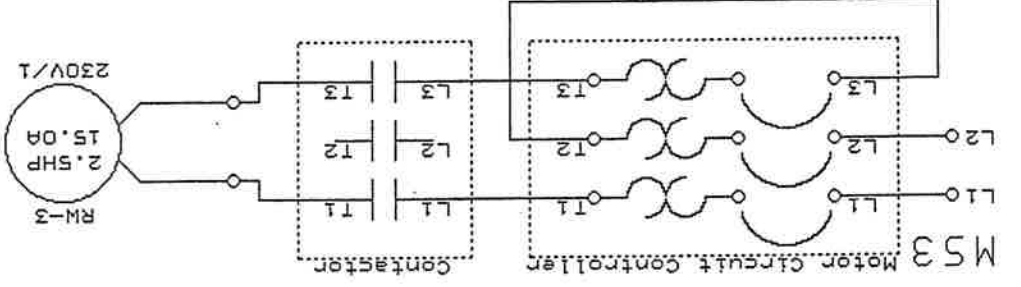 MS3 Motor Circuit Controller Contactor
RW-3
L1 L1 T1 L1 T1
2.5HP
L2 L2 T2 L2 T2
15.0A
L3 T3 L3 T3
230V/1